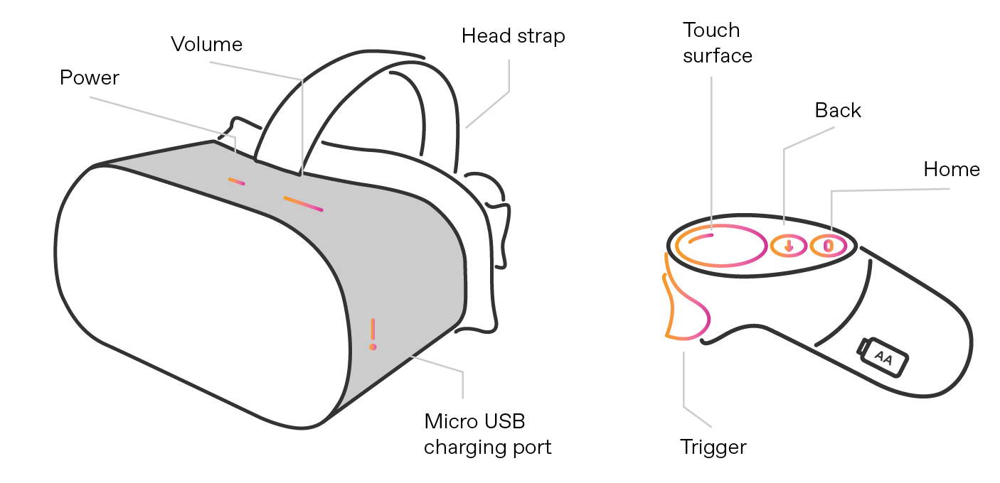 Volume
Power
Head strap
Touch
surface
Back
Home
AA
Micro USB
charging port
Trigger